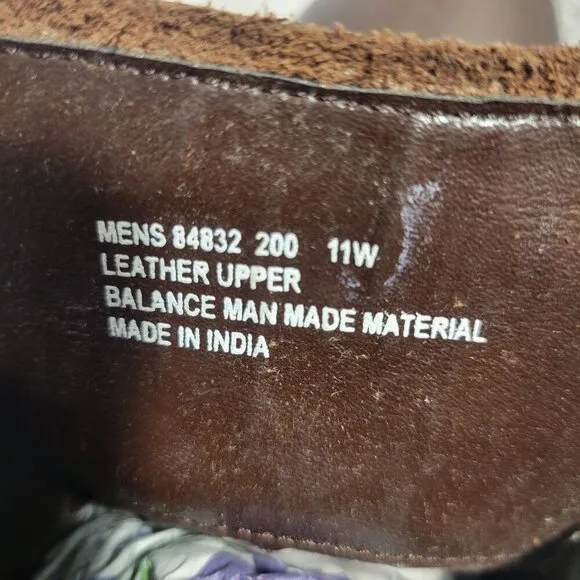 MENS 84832 200 11W
LEATHER UPPER
BALANCE MAN MADE MATERIAL
MADE IN INDIA